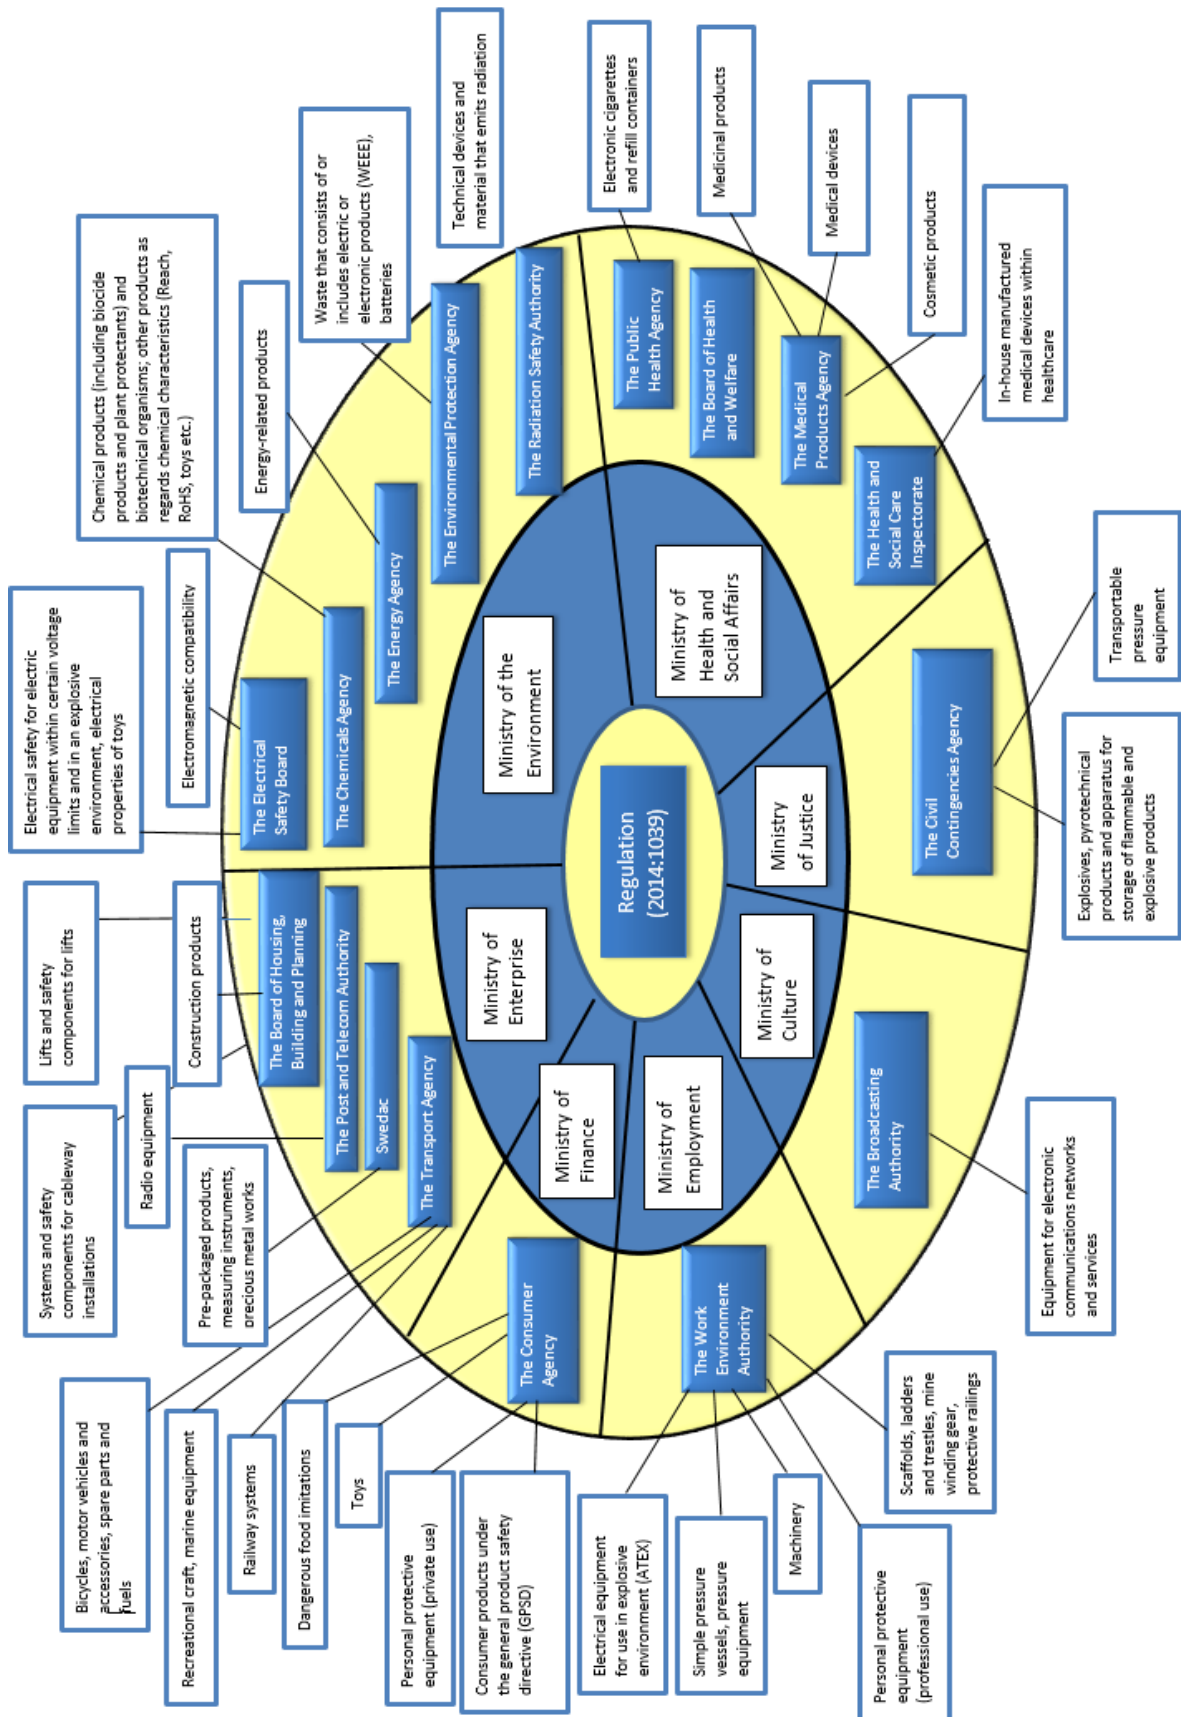 Electrical safety for electric
equipment within certain voltage
limits and in an explosive
environment, electrical
properties of toys
Electromagnetic compatibility
Chemical products (including biocide
products and plant protectants) and
biotechnical organisms; other products as
regards chemical characteristics (Reach,
RoHS, toys etc.)
Energy-related products
Waste that consists of or
includes electric or
electronic products (WEEE),
batteries
Technical devices and
material that emits radiation
Electronic cigarettes
and refill containers
Medicinal products
Medical devices
Cosmetic products
In-house manufactured
medical devices within
healthcare
Transportable
pressure
equipment
Explosives, pyrotechnical
products and apparatus for
storage of flammable and
explosive products
Equipment for electronic
communications networks
and services
Scaffolds, ladders
and trestles, mine
winding gear,
protective railings
Personal protective
equipment
(professional use)
Machinery
Simple pressure
vessels, pressure
equipment
Electrical equipment
for use in explosive
environment (ATEX)
Consumer products under
the general product safety
directive (GPSD)
Personal protective
equipment (private use)
Toys
Dangerous food imitations
Railway systems
Recreational craft, marine equipment
Bicycles, motor vehicles and
accessories, spare parts and
fuels
Pre-packaged products,
measuring instruments,
precious metal works
Radio equipment
Systems and safety
components for cableway
installations
Construction products
Lifts and safety
components for lifts
The Electrical
Safety Board
The Chemicals Agency
The Energy Agency
The Environmental Protection Agency
The Radiation Safety Authority
The Public
Health Agency
The Board of Health
and Welfare
The Medical
Products Agency
The Health and
Social Care
Inspectorate
The Civil
Contingencies Agency
The Broadcasting
Authority
The Work
Environment
Authority
The Consumer
Agency
The Transport Agency
Swedac
The Post and Telecom Authority
The Board of Housing,
Building and Planning
Ministry of the
Environment
Ministry of
Health and
Social Affairs
Ministry
of Justice
Ministry of
Culture
Ministry of
Employment
Ministry of
Finance
Ministry of
Enterprise
Regulation
(2014:1039)